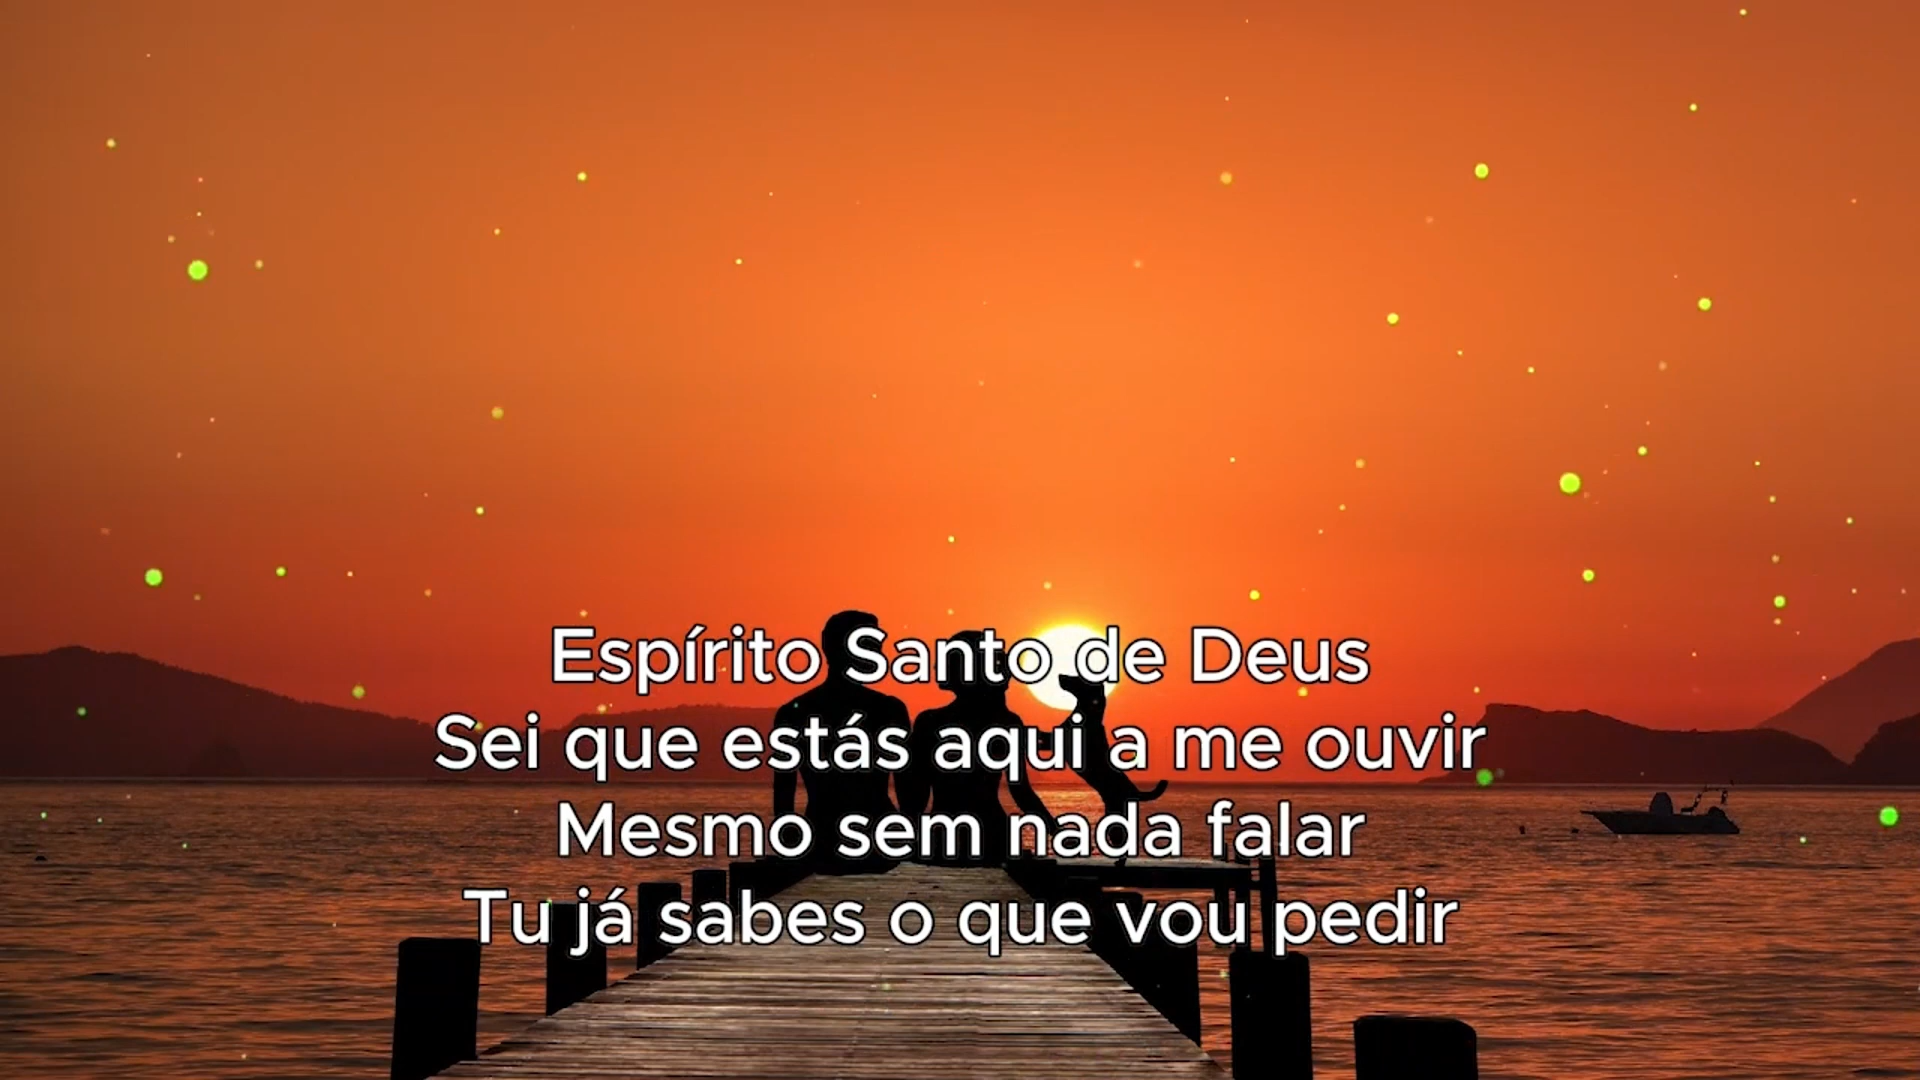 Espírito Santo de Deus
Sei que estás aqui a me ouvir
Mesmo sem nada falar
Tu já sabes o que vou pedir